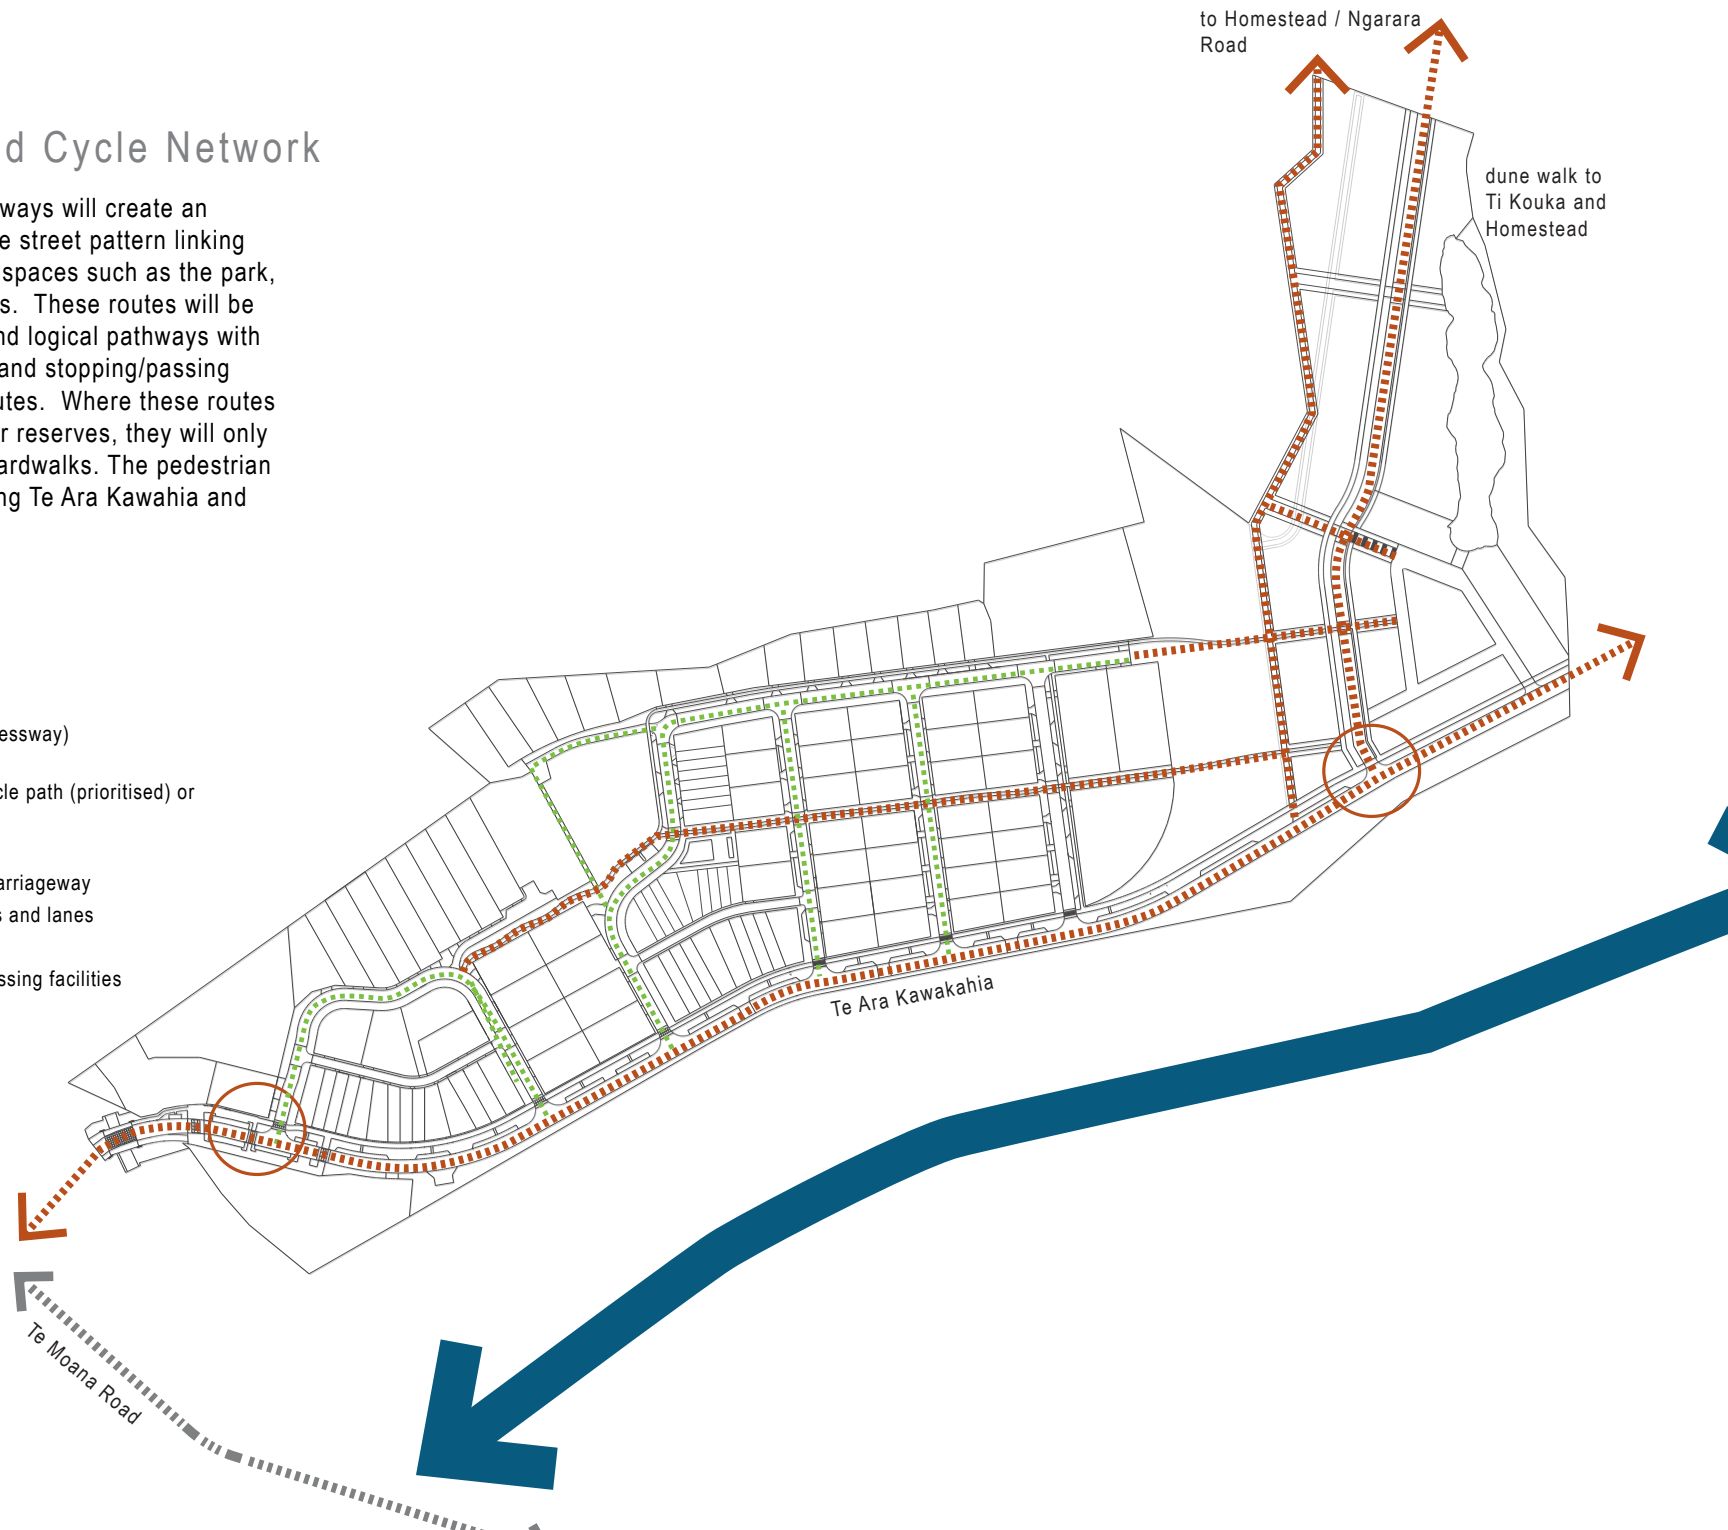 to Homestead / Ngarara
Road
d Cycle Network
dune walk to
Ti Kouka and
Homestead
ways will create an
e street pattern linking
spaces such as the park,
s. These routes will be
nd logical pathways with
and stopping/passing
utes. Where these routes
r reserves, they will only
ardwalks. The pedestrian
ng Te Ara Kawahia and
essway)
cle path (prioritised) or
arriageway
s and lanes
ssing facilities
Te Ara Kawakahia
Te Moana Road